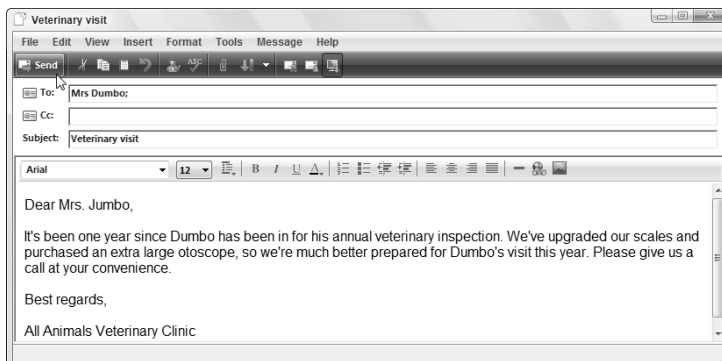 Veterinary visit
File Edit View Insert Format Tools Message Help
Send ABC
To: Mrs Dumbo;
Cc:
Subject: Veterinary visit
Arial 12 B I U A
Dear Mrs. Jumbo,
It's been one year since Dumbo has been in for his annual veterinary inspection. We've upgraded our scales and
purchased an extra large otoscope, so we're much better prepared for Dumbo's visit this year. Please give us a
call at your convenience.
Best regards,
All Animals Veterinary Clinic